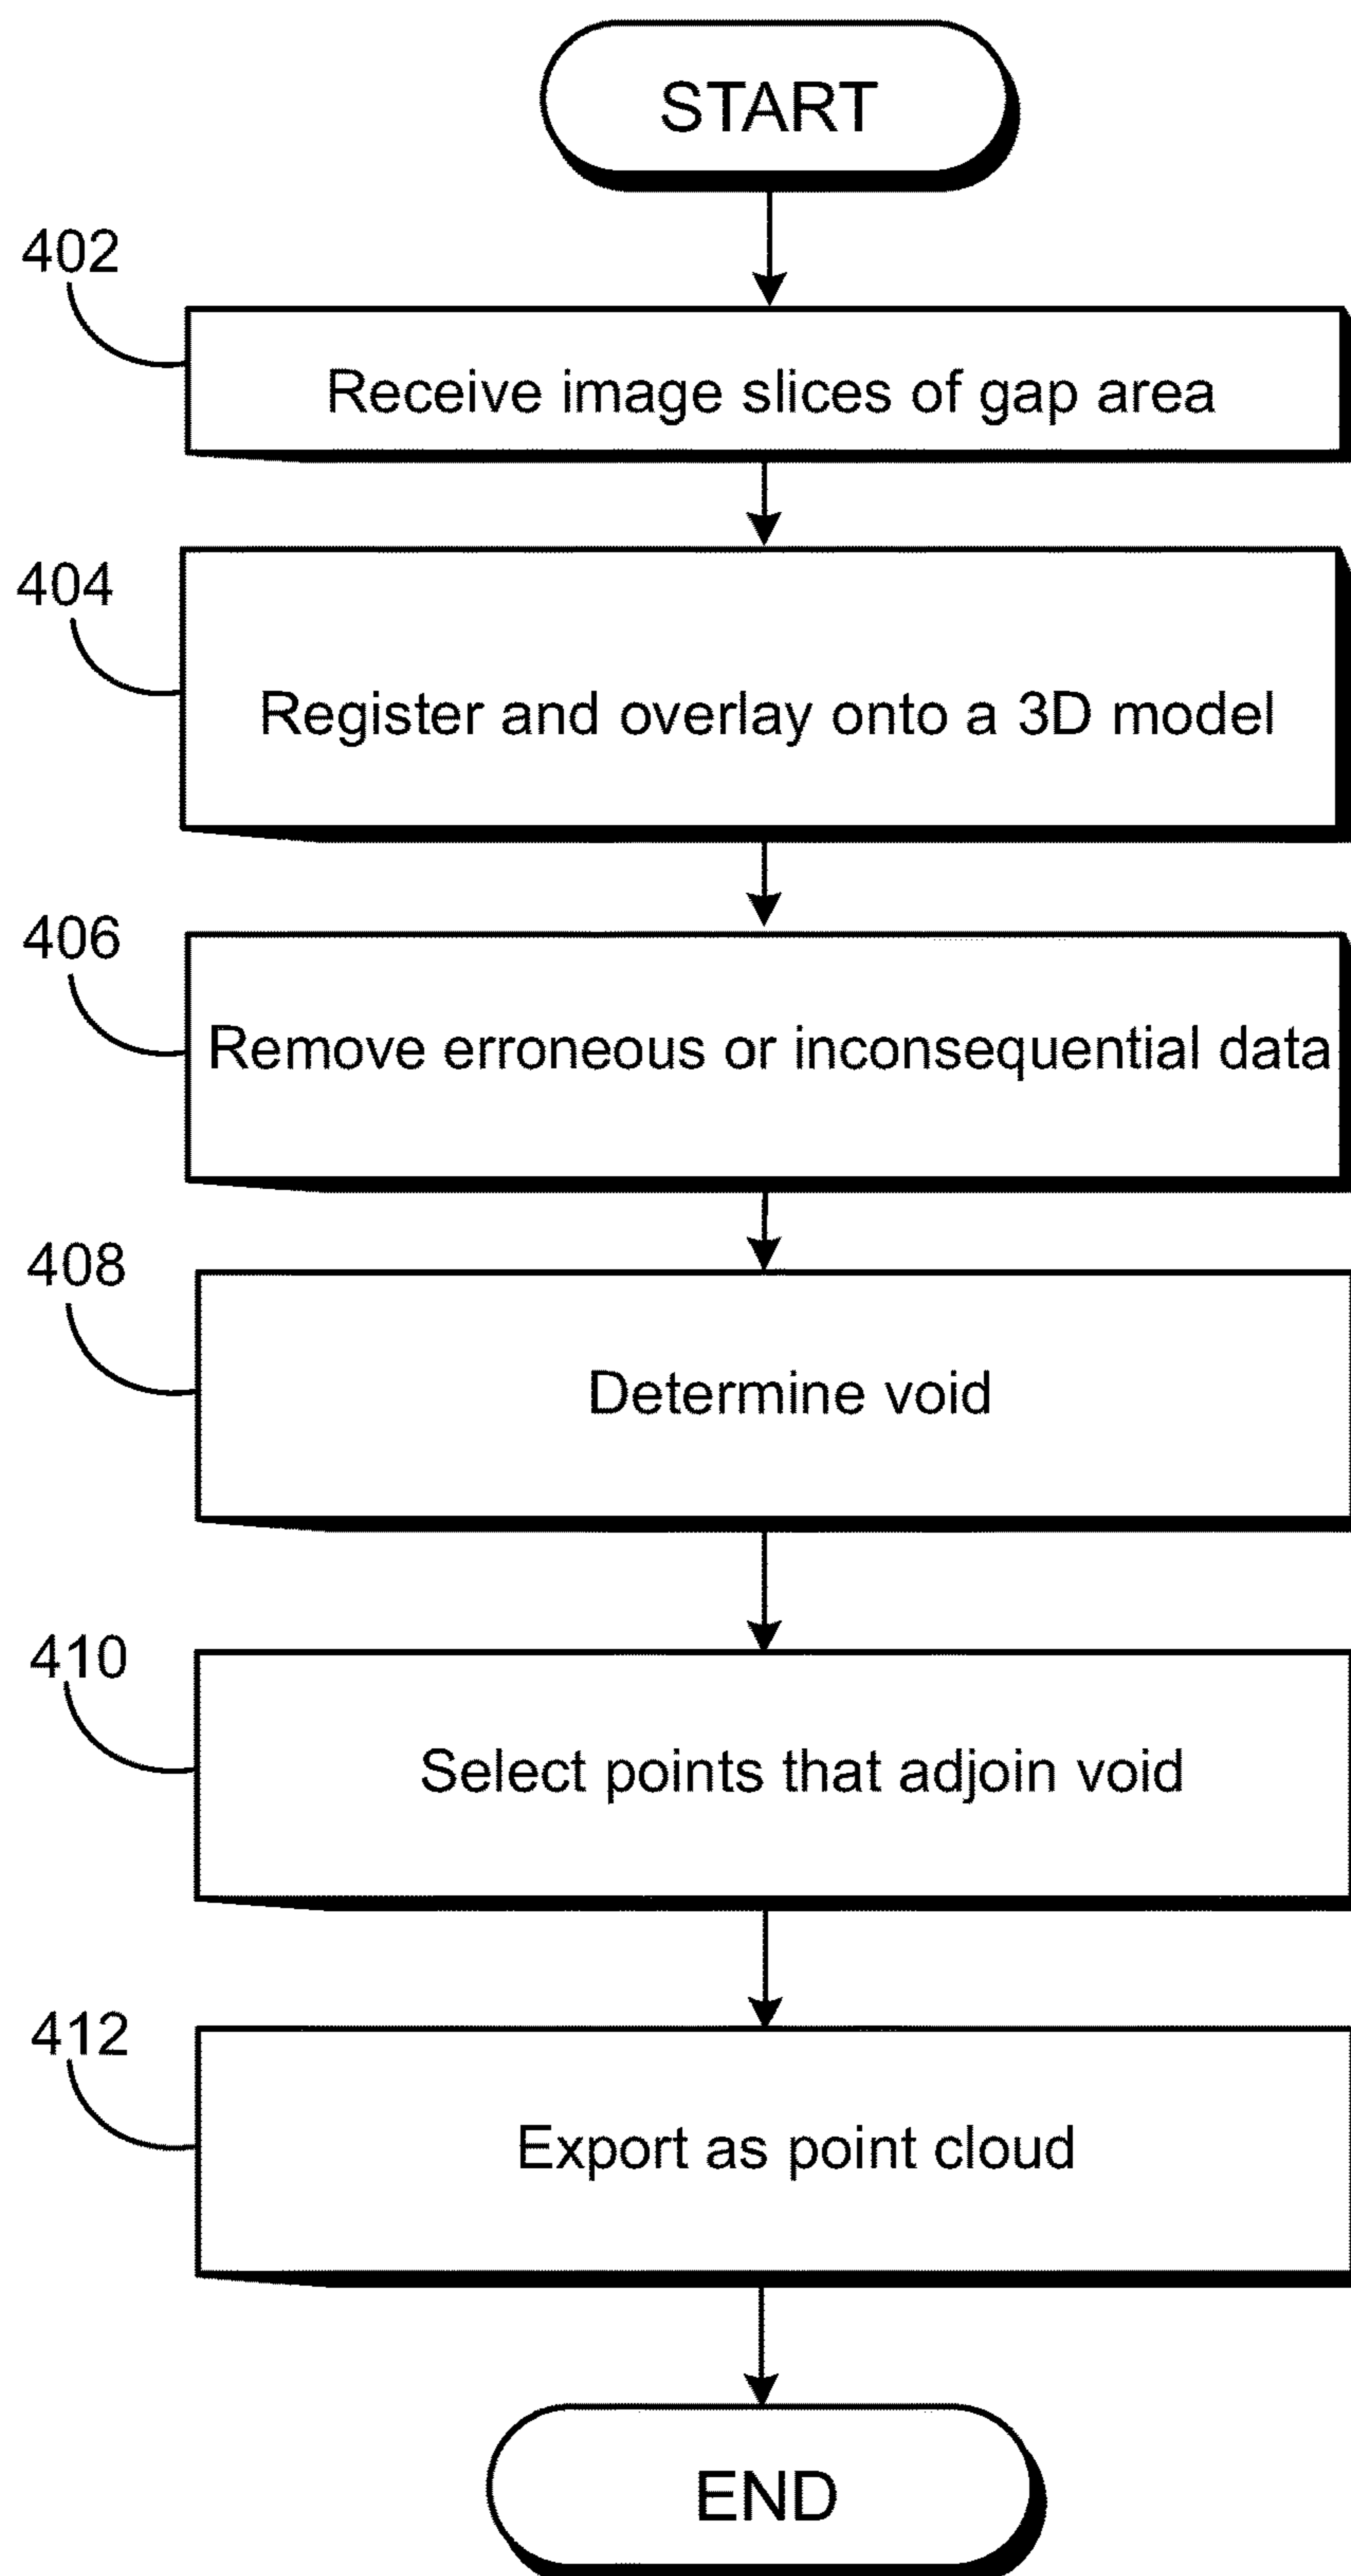 START
402
Receive image slices of gap area
404
Register and overlay onto a 3D model
406
Remove erroneous or inconsequential data
408
Determine void
410
Select points that adjoin void
412
Export as point cloud
END